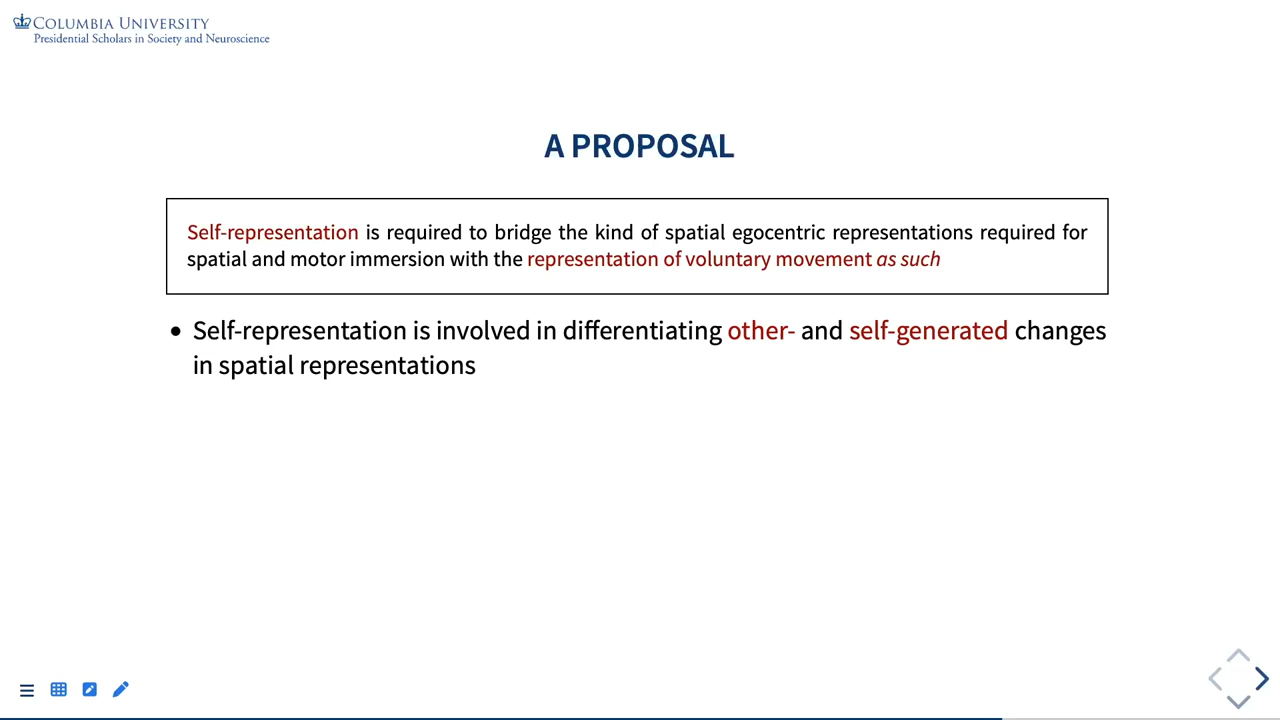 COLUMBIA UNIVERSITY
Presidential Scholars in Society and Neuroscience
A PROPOSAL
Self-representation is required to bridge the kind of spatial egocentric representations required for
spatial and motor immersion with the representation of voluntary movement as such
• Self-representation is involved in differentiating other- and self-generated changes
in spatial representations